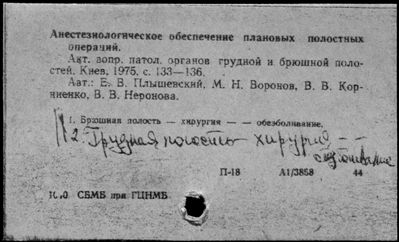 Анестезиологическое обеспечение плановых полостных
операций.
Акт. вопр. патол. органов грудной и брюшной поло-
стей. Киев, 1975, с. 133—136.
Авт.: Е. В. Плышевский, М. Н. Воронов, В. В. Кор-
ниенко, В. В. Неронова.
1. Брюшная полость — хирургия — — обезболивание.
2. Грудная полость - хирургия - -
П-18 А1/3858 44
СБМБ при ГЦНМБ